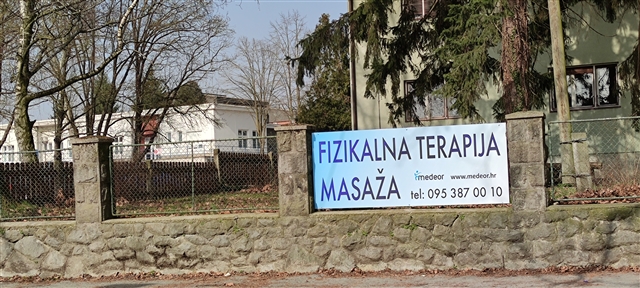 FIZIKALNA TERAPIJA
medeor www.medeor.hr
MASAŽA tel: 095 387 00 10